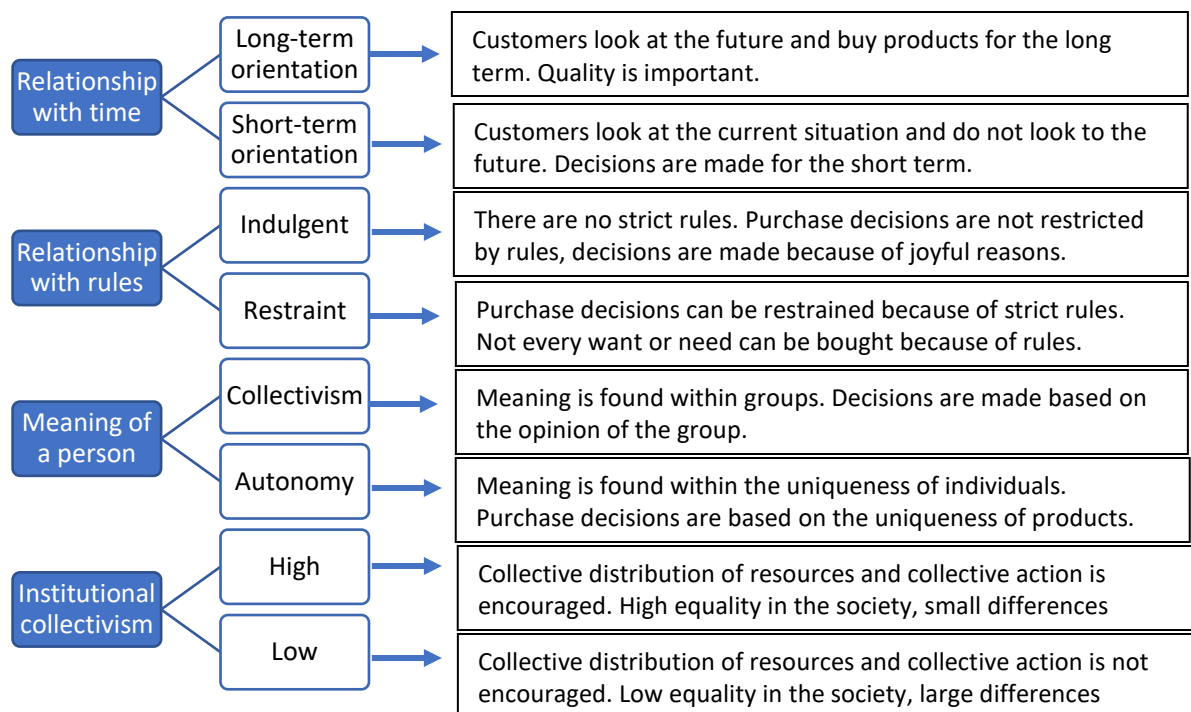 Relationship
with time
Long-term
orientation
Customers look at the future and buy products for the long
term. Quality is important.
Short-term
orientation
Customers look at the current situation and do not look to the
future. Decisions are made for the short term.
Relationship
with rules
Indulgent
There are no strict rules. Purchase decisions are not restricted
by rules, decisions are made because of joyful reasons.
Restraint
Purchase decisions can be restrained because of strict rules.
Not every want or need can be bought because of rules.
Meaning of
a person
Collectivism
Meaning is found within groups. Decisions are made based on
the opinion of the group.
Autonomy
Meaning is found within the uniqueness of individuals.
Purchase decisions are based on the uniqueness of products.
Institutional
collectivism
High
Collective distribution of resources and collective action is
encouraged. High equality in the society, small differences
Low
Collective distribution of resources and collective action is not
encouraged. Low equality in the society, large differences